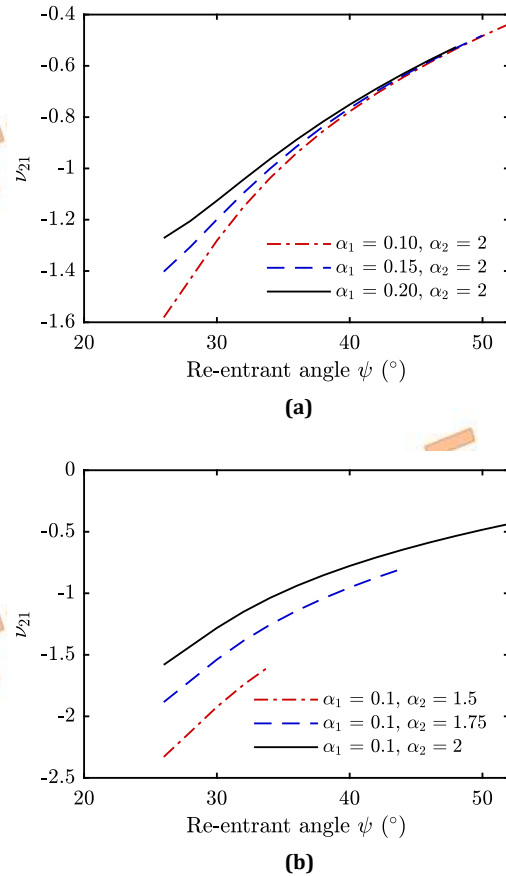 -0.4
-0.6
-0.8
-1
-1.2
-1.4
-1.6
ν21
α1 = 0.10, α2 = 2
α1 = 0.15, α2 = 2
α1 = 0.20, α2 = 2
20 30 40 50
Re-entrant angle ψ (°)
(a)
0
-0.5
-1
-1.5
-2
-2.5
ν21
α1 = 0.1, α2 = 1.5
α1 = 0.1, α2 = 1.75
α1 = 0.1, α2 = 2
20 30 40 50
Re-entrant angle ψ (°)
(b)